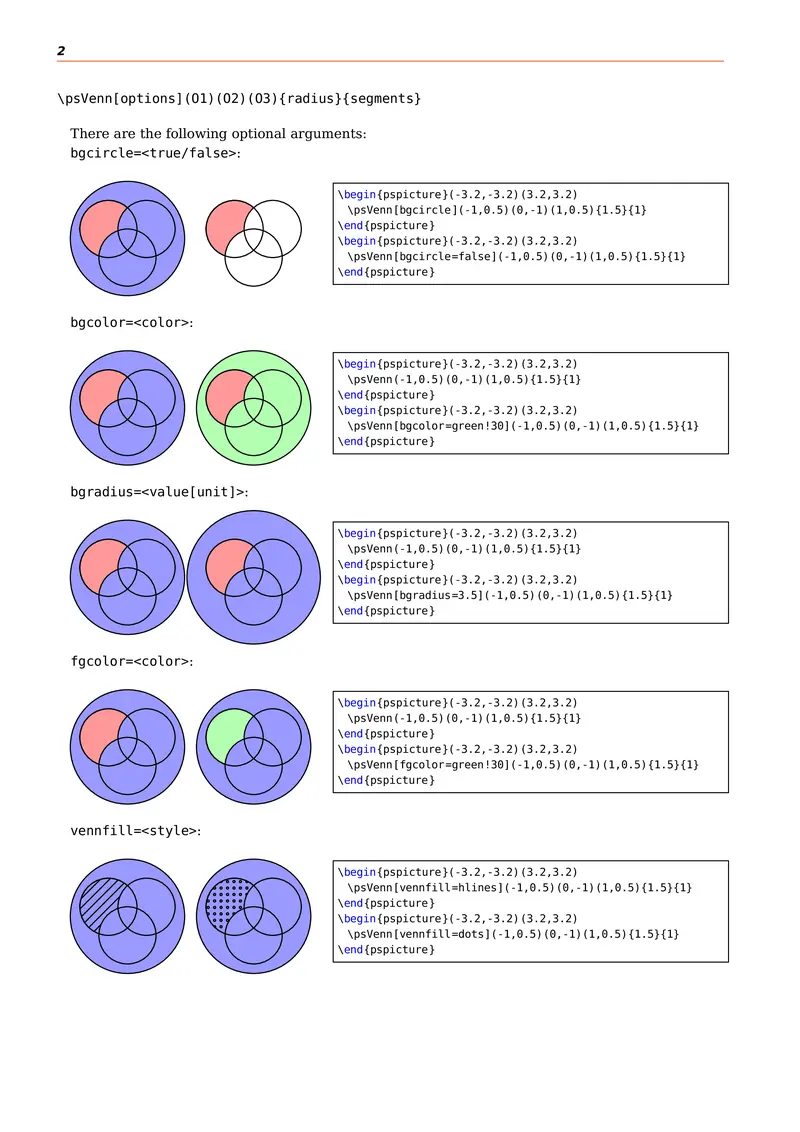 2
\psVenn[options](O1)(O2)(O3){radius}{segments}
There are the following optional arguments:
bgcircle=<true/false>:
\begin{pspicture}(-3.2,-3.2)(3.2,3.2)
\psVenn[bgcircle](-1,0.5)(0,-1)(1,0.5){1.5}{1}
\end{pspicture}
\begin{pspicture}(-3.2,-3.2)(3.2,3.2)
\psVenn[bgcircle=false](-1,0.5)(0,-1)(1,0.5){1.5}{1}
\end{pspicture}
bgcolor=<color>:
\begin{pspicture}(-3.2,-3.2)(3.2,3.2)
\psVenn(-1,0.5)(0,-1)(1,0.5){1.5}{1}
\end{pspicture}
\begin{pspicture}(-3.2,-3.2)(3.2,3.2)
\psVenn[bgcolor=green!30](-1,0.5)(0,-1)(1,0.5){1.5}{1}
\end{pspicture}
bgradius=<value[unit]>:
\begin{pspicture}(-3.2,-3.2)(3.2,3.2)
\psVenn(-1,0.5)(0,-1)(1,0.5){1.5}{1}
\end{pspicture}
\begin{pspicture}(-3.2,-3.2)(3.2,3.2)
\psVenn[bgradius=3.5](-1,0.5)(0,-1)(1,0.5){1.5}{1}
\end{pspicture}
fgcolor=<color>:
\begin{pspicture}(-3.2,-3.2)(3.2,3.2)
\psVenn(-1,0.5)(0,-1)(1,0.5){1.5}{1}
\end{pspicture}
\begin{pspicture}(-3.2,-3.2)(3.2,3.2)
\psVenn[fgcolor=green!30](-1,0.5)(0,-1)(1,0.5){1.5}{1}
\end{pspicture}
vennfill=<style>:
\begin{pspicture}(-3.2,-3.2)(3.2,3.2)
\psVenn[vennfill=hlines](-1,0.5)(0,-1)(1,0.5){1.5}{1}
\end{pspicture}
\begin{pspicture}(-3.2,-3.2)(3.2,3.2)
\psVenn[vennfill=dots](-1,0.5)(0,-1)(1,0.5){1.5}{1}
\end{pspicture}